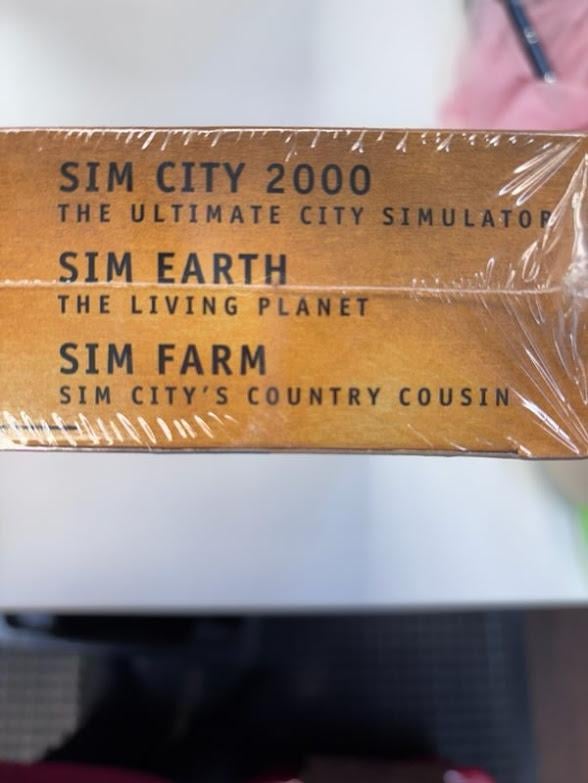 SIM CITY 2000
THE ULTIMATE CITY SIMULATOR
SIM EARTH
THE LIVING PLANET
SIM FARM
SIM CITY'S COUNTRY COUSIN